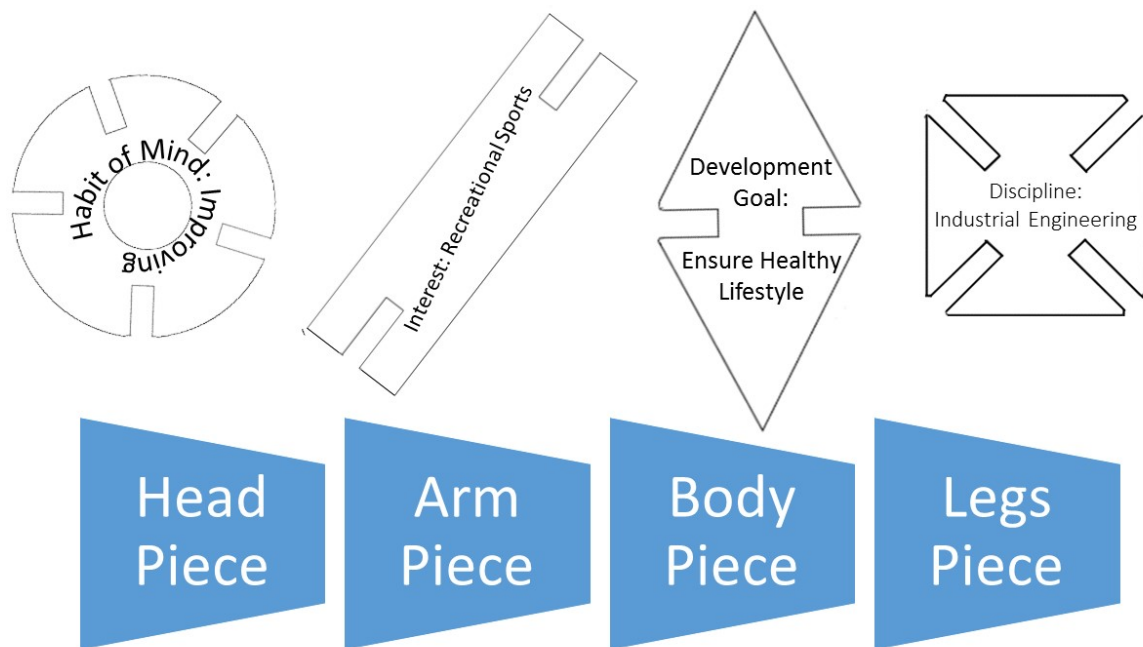 Habit of Mind: Improving
Interest: Recreational Sports
Development
Goal:
Ensure Healthy
Lifestyle
Discipline:
Industrial Engineering
Head
Piece
Arm
Piece
Body
Piece
Legs
Piece